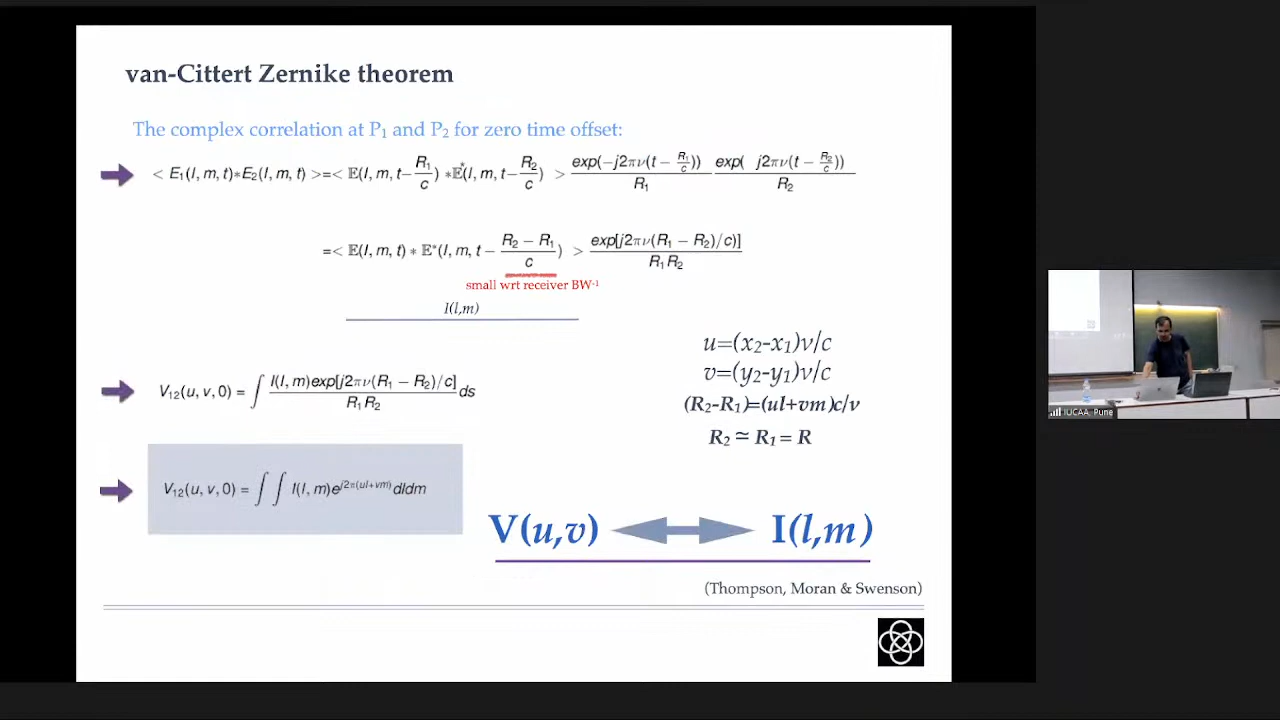 van-Cittert Zernike theorem
The complex correlation at P₁ and P₂ for zero time offset:
< E₁(l, m, t)∗E₂(l, m, t) >=< 𝔼(l, m, t−R₁/c) ∗𝔼*(l, m, t−R₂/c) > exp(−j2πν(t − R₁/c))/R₁ exp( j2πν(t − R₂/c))/R₂
=< 𝔼(l, m, t) ∗ 𝔼*(l, m, t − (R₂ − R₁)/c) > exp[j2πν(R₁ − R₂)/c)]/R₁R₂
small wrt receiver BW⁻¹
I(l,m)
u=(x₂-x₁)ν/c
v=(y₂-y₁)ν/c
V₁₂(u, v, 0) = ∫ I(l, m)exp[j2πν(R₁ − R₂)/c]/R₁R₂ ds
(R₂-R₁)=(ul+vm)c/ν
R₂ ≃ R₁ = R
V₁₂(u, v, 0) = ∫ ∫ I(l, m)e^{j2π(ul+vm)}dldm
V(u,v) I(l,m)
(Thompson, Moran & Swenson)
IUCAA, Pune